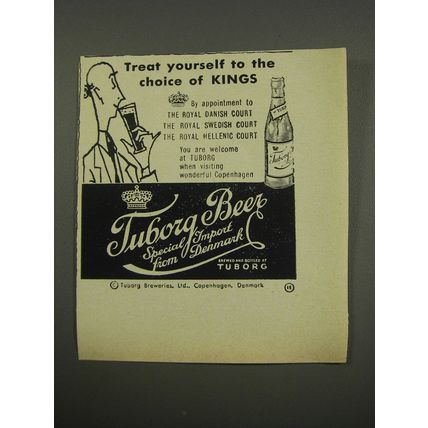 Treat yourself to the
choice of KINGS
By appointment to
THE ROYAL DANISH COURT
THE ROYAL SWEDISH COURT
THE ROYAL HELLENIC COURT
You are welcome
at TUBORG
when visiting
wonderful Copenhagen
Tuborg
Tuborg Beer
Special Import
from Denmark
BREWED AND BOTTLED AT
TUBORG
© Tuborg Breweries, Ltd., Copenhagen, Denmark